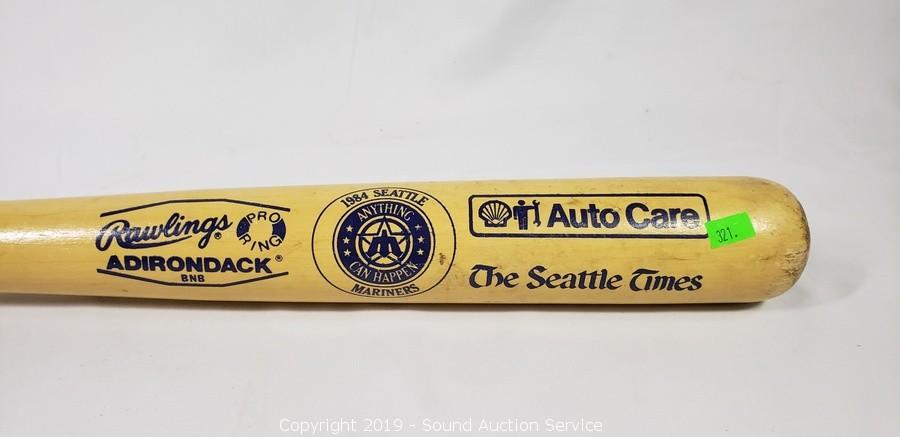 Rawlings®
PRO RING
ADIRONDACK®
BNB
1984 SEATTLE
ANYTHING
CAN HAPPEN
MARINERS
Auto Care
321.
The Seattle Times
Copyright 2019 - Sound Auction Service